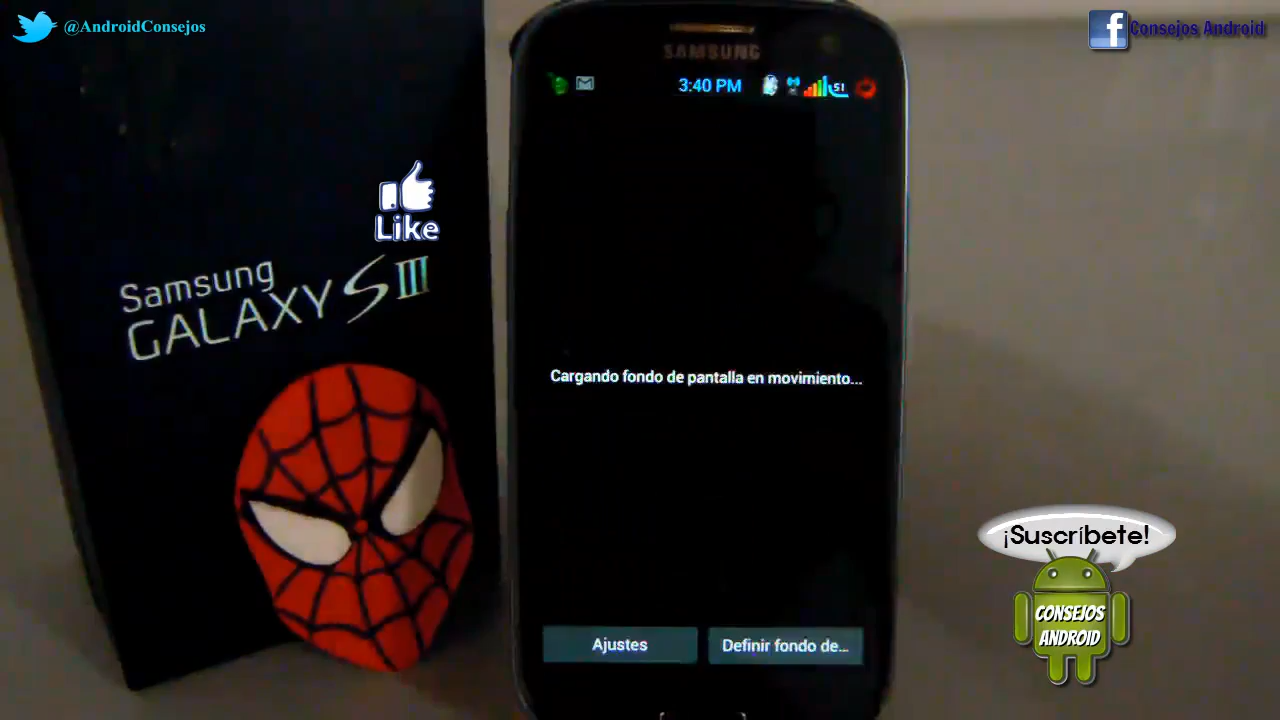 @AndroidConsejos
Consejos Android
SAMSUNG
3:40 PM
51
Like
Samsung
GALAXY S III
Cargando fondo de pantalla en movimiento...
¡Suscríbete!
CONSEJOS
ANDROID
Ajustes
Definir fondo de...